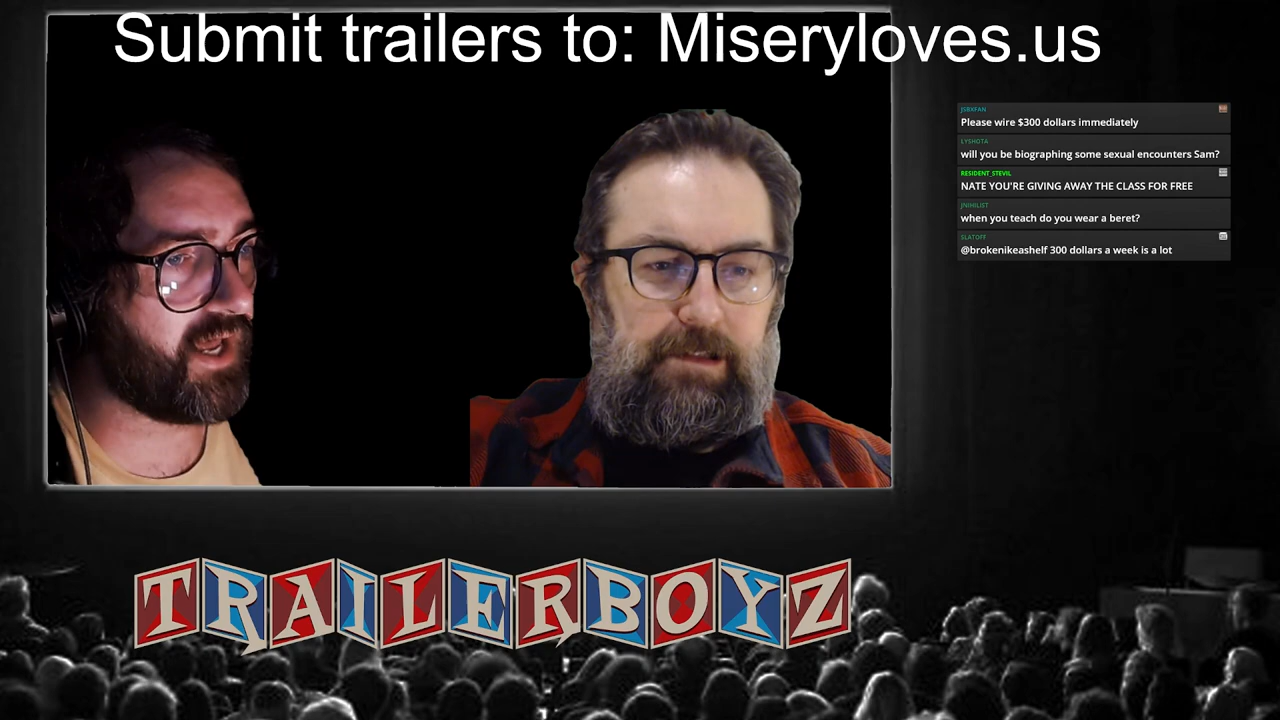 Submit trailers to: Miseryloves.us
JSBXFAN
Please wire $300 dollars immediately
LYSHOTA
will you be biographing some sexual encounters Sam?
RESIDENT_STEVIL
NATE YOU'RE GIVING AWAY THE CLASS FOR FREE
JNIHILIST
when you teach do you wear a beret?
SLATOFF
@brokenikeashelf 300 dollars a week is a lot
TRAILERBOYZ